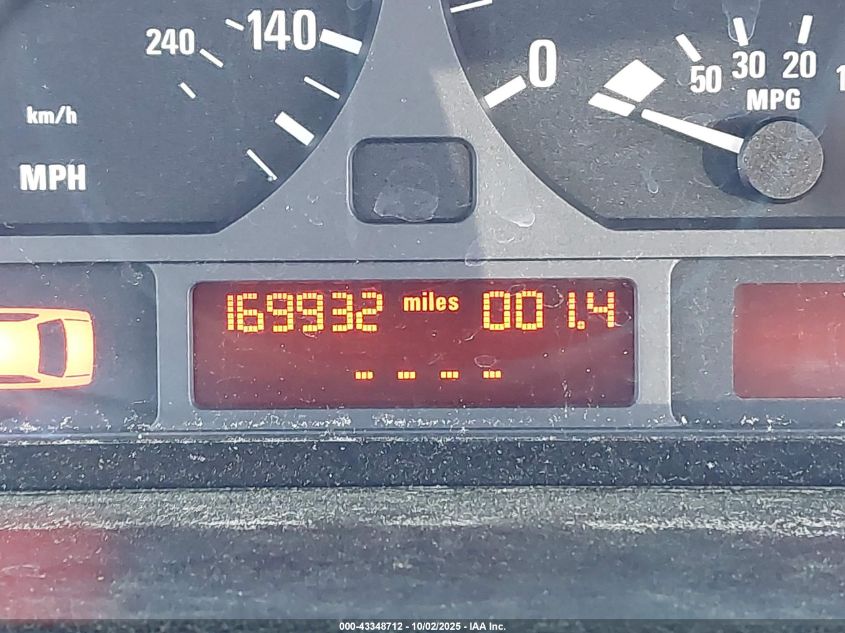 240 140
km/h
MPH
0
50 30 20
MPG
169932 miles 001.4
- - - -
000-43348712 - 10/02/2025 - IAA Inc.